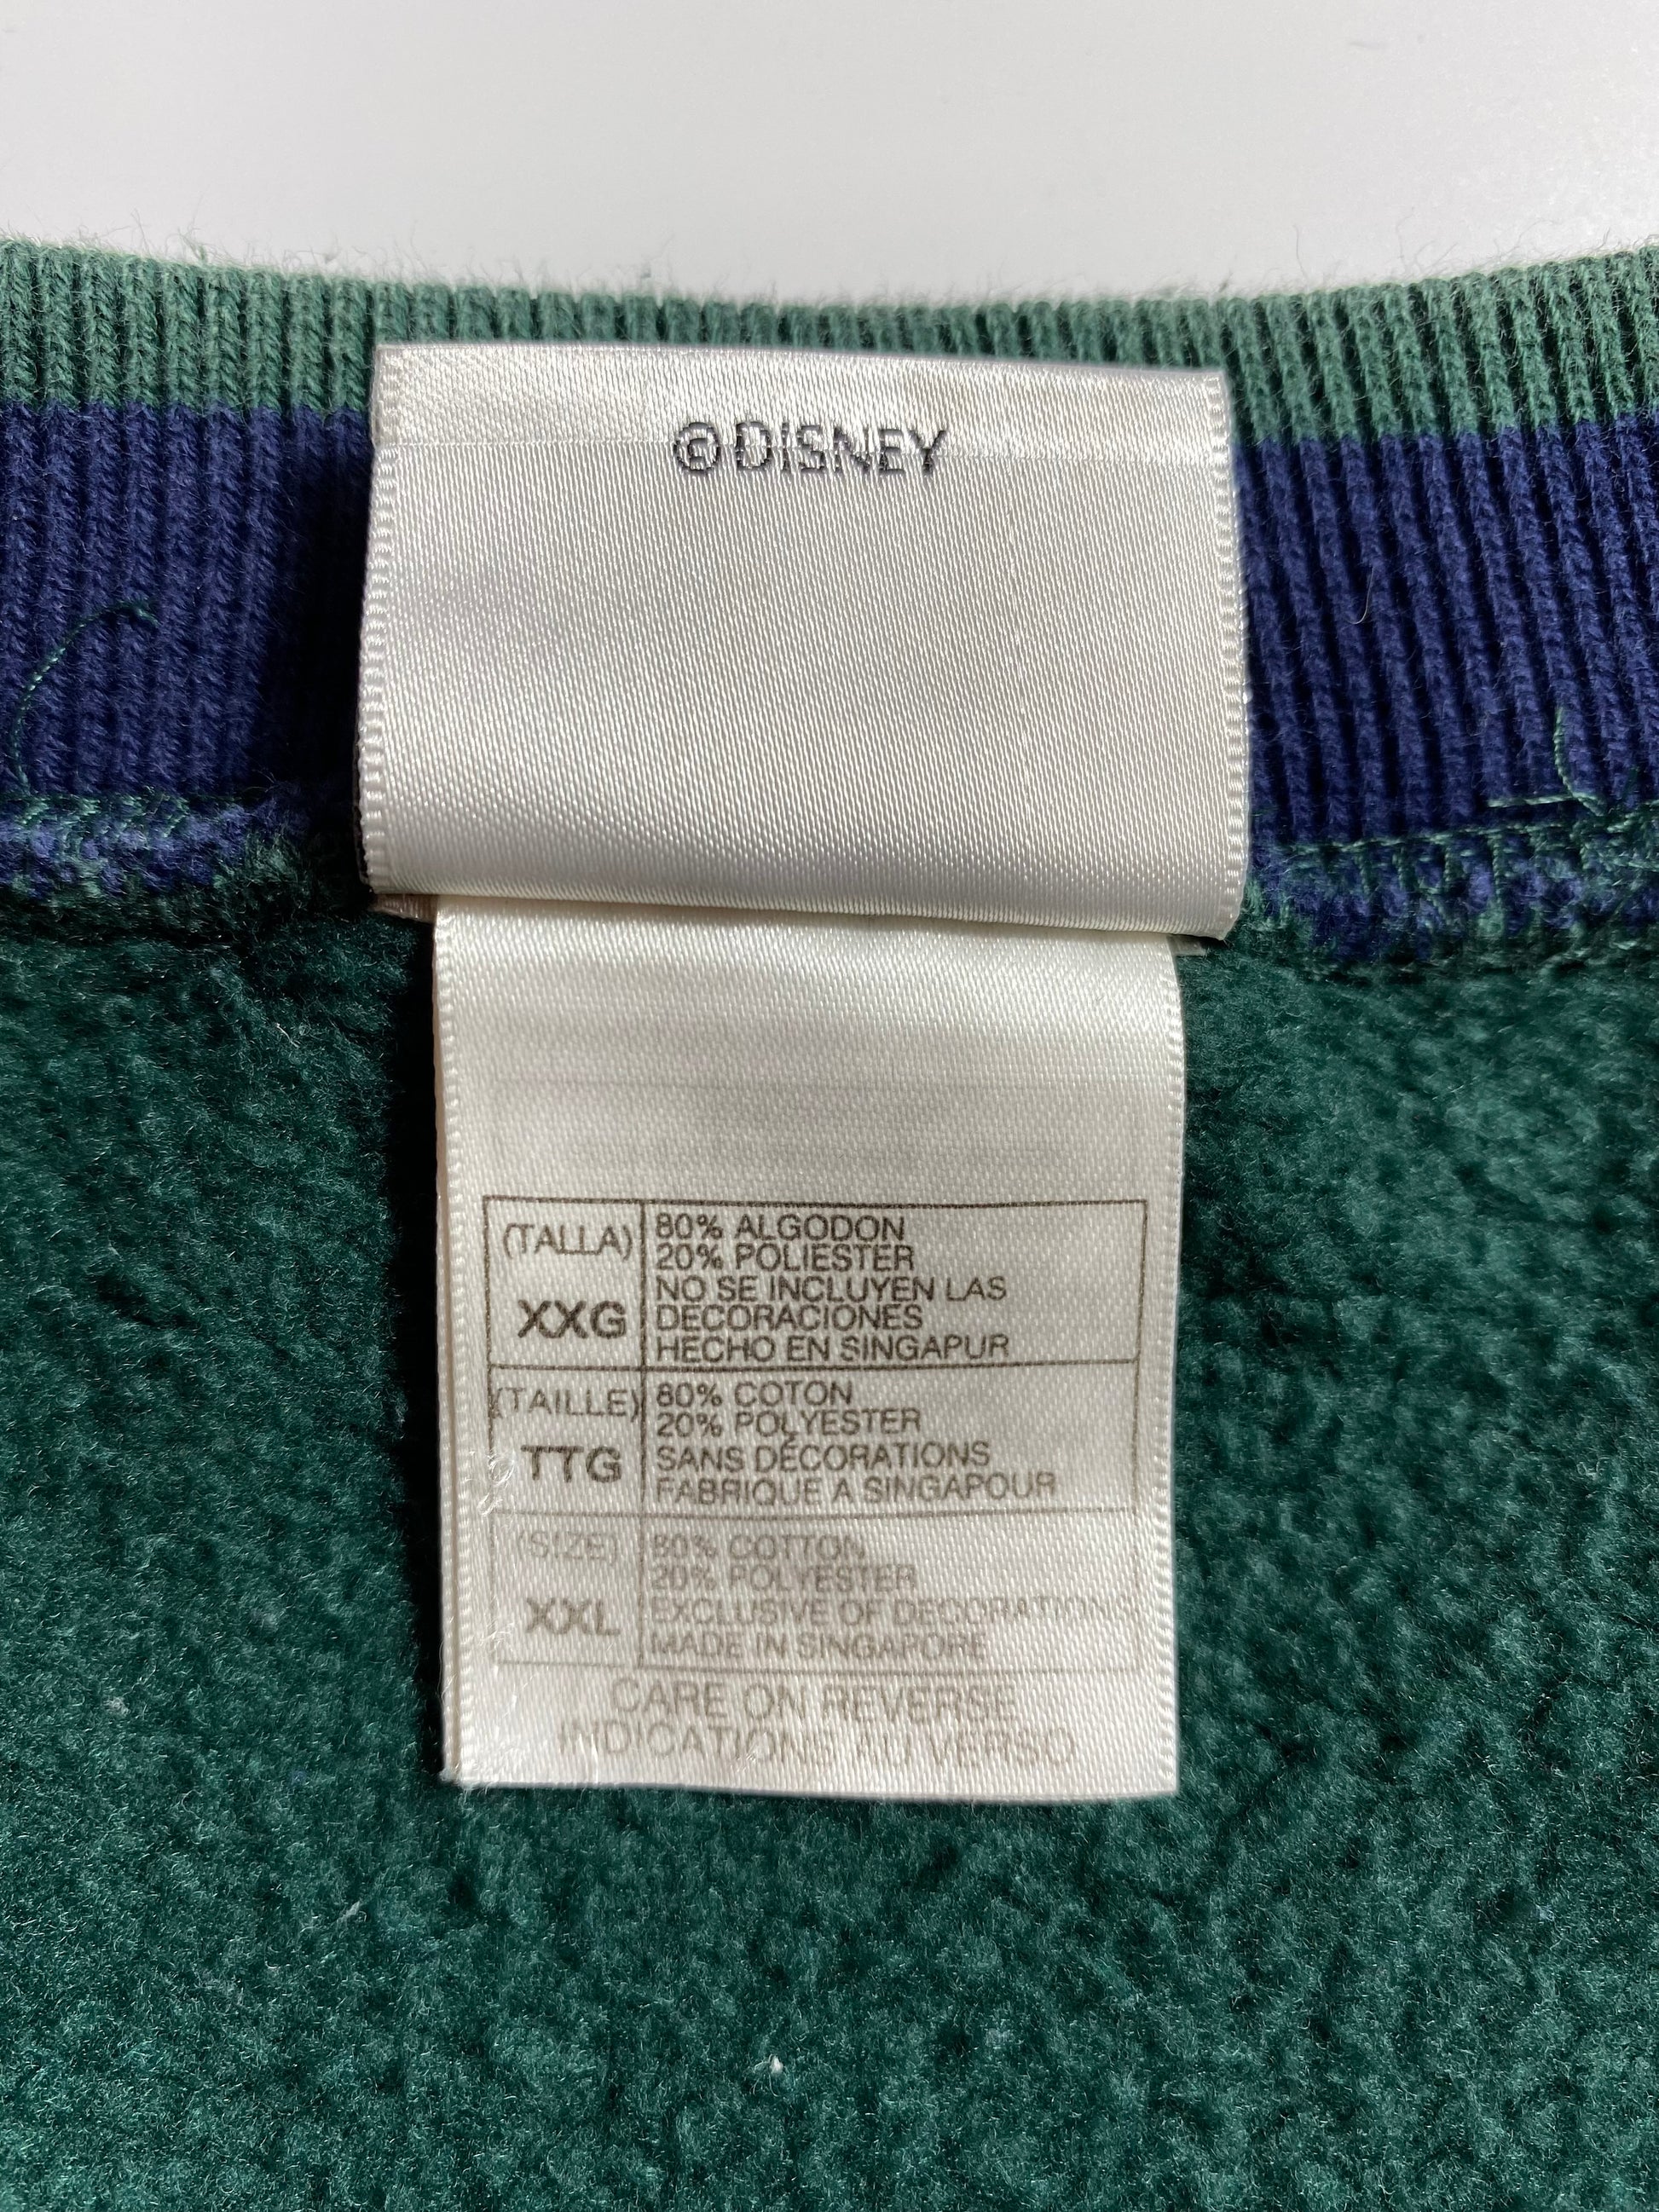 ©DISNEY
(TALLA)
XXG
80% ALGODON
20% POLIESTER
NO SE INCLUYEN LAS
DECORACIONES
HECHO EN SINGAPUR
(TAILLE)
TTG
80% COTON
20% POLYESTER
SANS DÉCORATIONS
FABRIQUE A SINGAPOUR
(SIZE)
XXL
80% COTTON
20% POLYESTER
EXCLUSIVE OF DECORATION
MADE IN SINGAPORE
CARE ON REVERSE
INDICATIONS AU VERSO